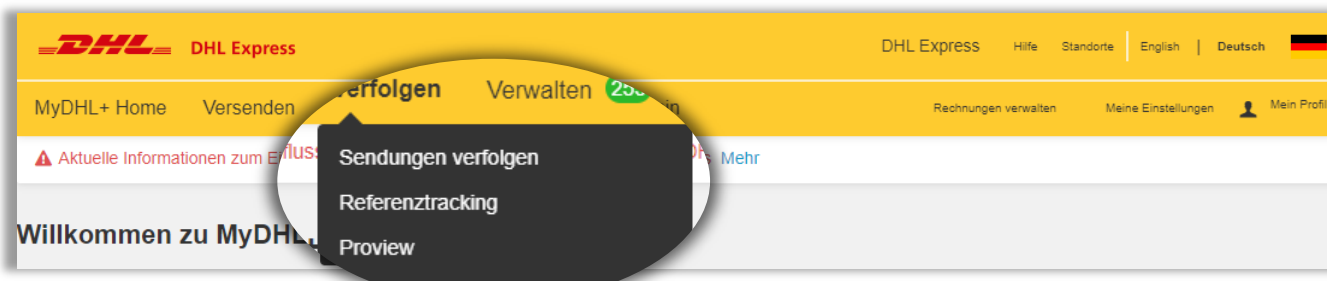 DHL DHL Express DHL Express Hilfe Standorte English | Deutsch
MyDHL+ Home Versenden erfolgen Verwalten Rechnungen verwalten Meine Einstellungen Mein Profil
Aktuelle Informationen zum Mehr
Sendungen verfolgen
Referenztracking
Willkommen zu MyDHL
Proview